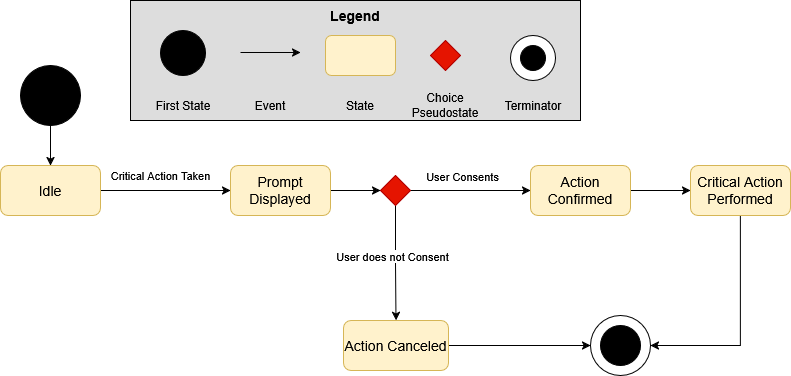 Legend
First State
Event
State
Choice
Pseudostate
Terminator
Idle
Critical Action Taken
Prompt
Displayed
User Consents
Action
Confirmed
Critical Action
Performed
User does not Consent
Action Canceled